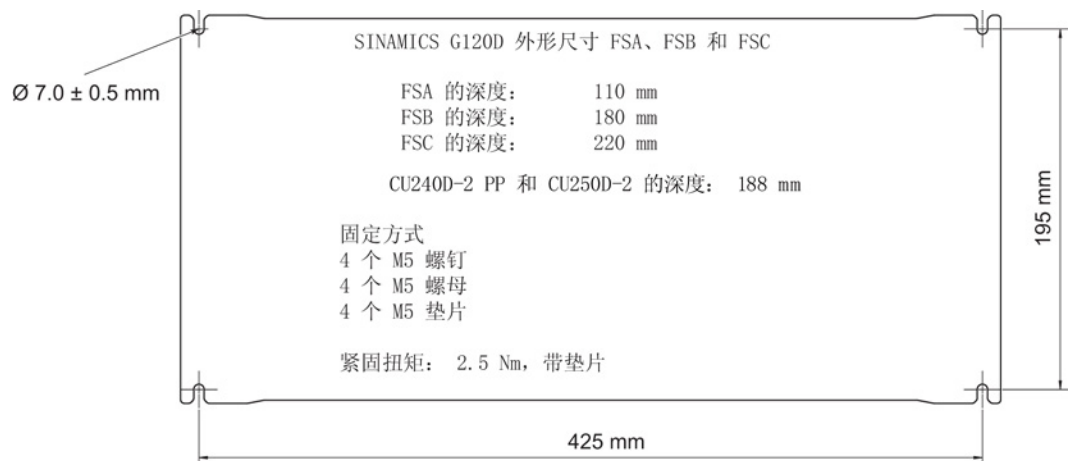 SINAMICS G120D 外形尺寸 FSA、FSB 和 FSC
Ø 7.0 ± 0.5 mm
FSA 的深度： 110 mm
FSB 的深度： 180 mm
FSC 的深度： 220 mm
CU240D-2 PP 和 CU250D-2 的深度： 188 mm
195 mm
固定方式
4 个 M5 螺钉
4 个 M5 螺母
4 个 M5 垫片
紧固扭矩： 2.5 Nm，带垫片
425 mm